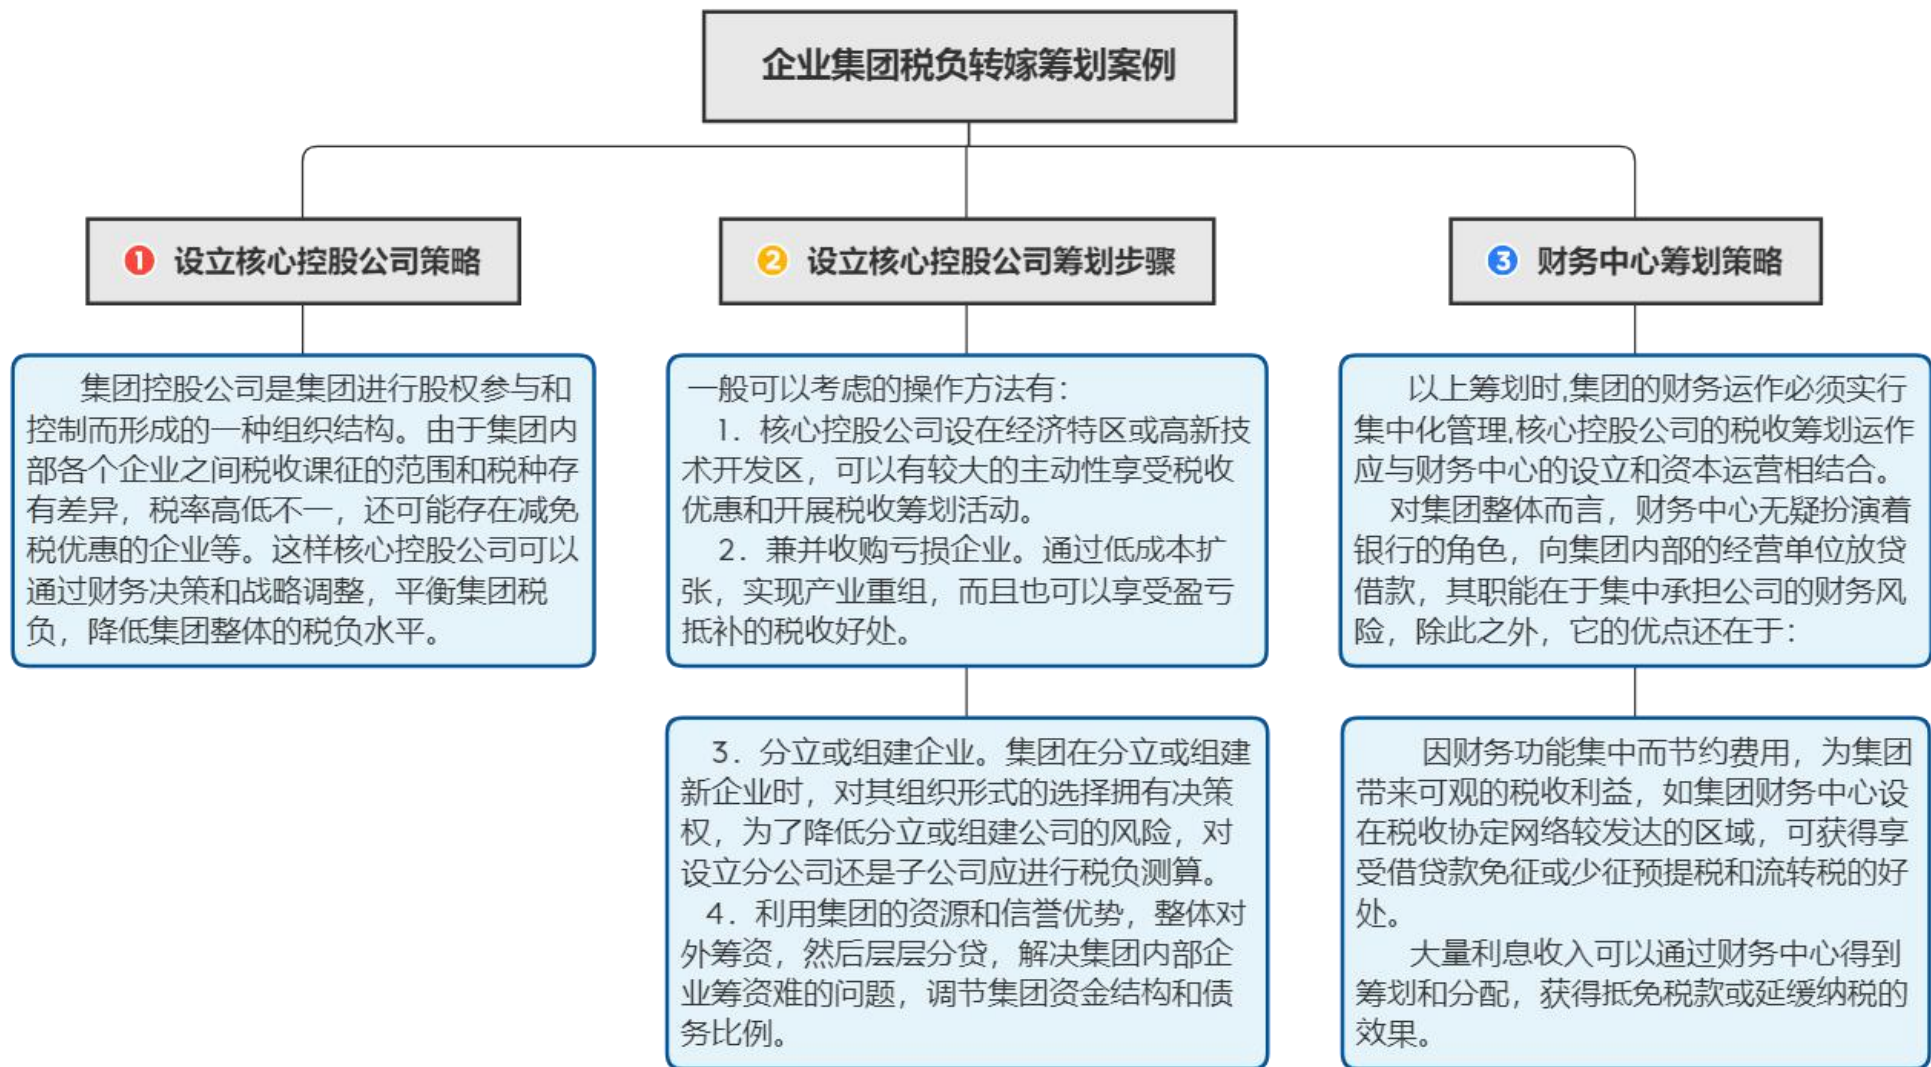 企业集团税负转嫁筹划案例
1 设立核心控股公司策略
集团控股公司是集团进行股权参与和
控制而形成的一种组织结构。由于集团内
部各个企业之间税收课征的范围和税种存
有差异，税率高低不一，还可能存在减免
税优惠的企业等。这样核心控股公司可以
通过财务决策和战略调整，平衡集团税
负，降低集团整体的税负水平。
2 设立核心控股公司筹划步骤
一般可以考虑的操作方法有：
1．核心控股公司设在经济特区或高新技
术开发区，可以有较大的主动性享受税收
优惠和开展税收筹划活动。
2．兼并收购亏损企业。通过低成本扩
张，实现产业重组，而且也可以享受盈亏
抵补的税收好处。
3．分立或组建企业。集团在分立或组建
新企业时，对其组织形式的选择拥有决策
权，为了降低分立或组建公司的风险，对
设立分公司还是子公司应进行税负测算。
4．利用集团的资源和信誉优势，整体对
外筹资，然后层层分贷，解决集团内部企
业筹资难的问题，调节集团资金结构和债
务比例。
3 财务中心筹划策略
以上筹划时,集团的财务运作必须实行
集中化管理,核心控股公司的税收筹划运作
应与财务中心的设立和资本运营相结合。
对集团整体而言，财务中心无疑扮演着
银行的角色，向集团内部的经营单位放贷
借款，其职能在于集中承担公司的财务风
险，除此之外，它的优点还在于：
因财务功能集中而节约费用，为集团
带来可观的税收利益，如集团财务中心设
在税收协定网络较发达的区域，可获得享
受借贷款免征或少征预提税和流转税的好
处。
大量利息收入可以通过财务中心得到
筹划和分配，获得抵免税款或延缓纳税的
效果。